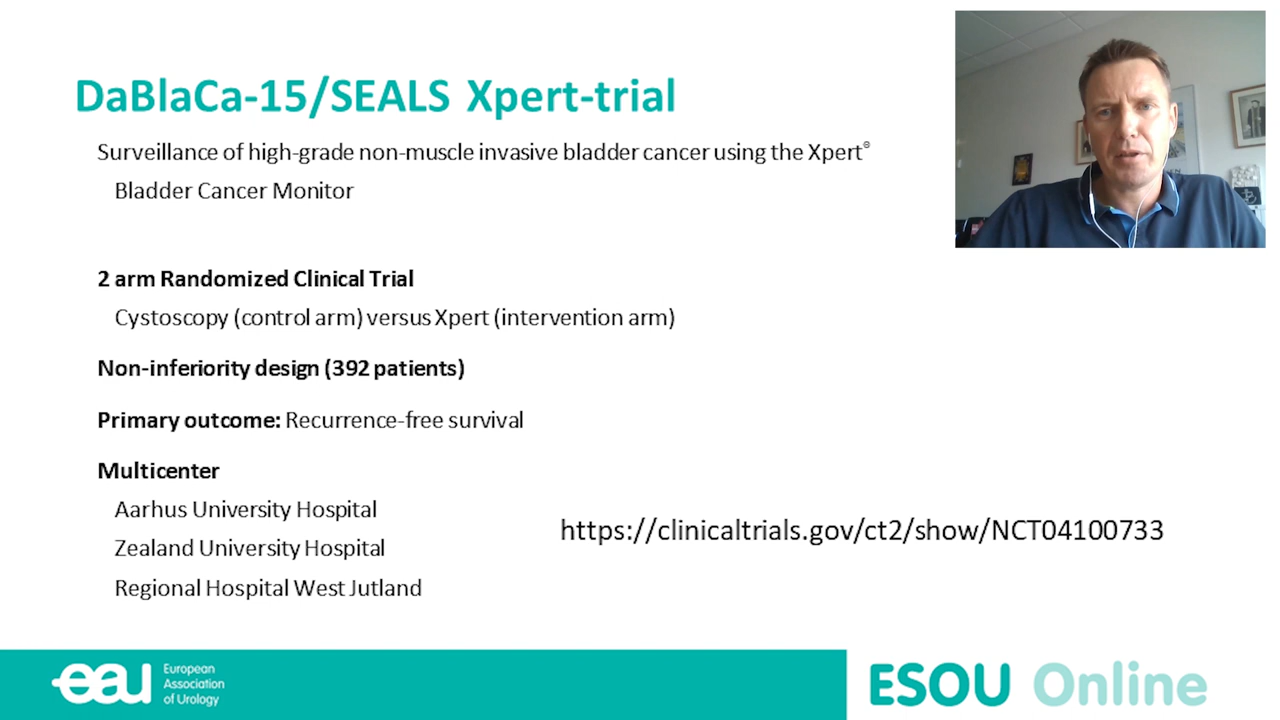 DaBlaCa-15/SEALS Xpert-trial
Surveillance of high-grade non-muscle invasive bladder cancer using the Xpert®
Bladder Cancer Monitor
2 arm Randomized Clinical Trial
Cystoscopy (control arm) versus Xpert (intervention arm)
Non-inferiority design (392 patients)
Primary outcome: Recurrence-free survival
Multicenter
Aarhus University Hospital
Zealand University Hospital
Regional Hospital West Jutland
https://clinicaltrials.gov/ct2/show/NCT04100733
eau
European
Association
of Urology
ESOU Online